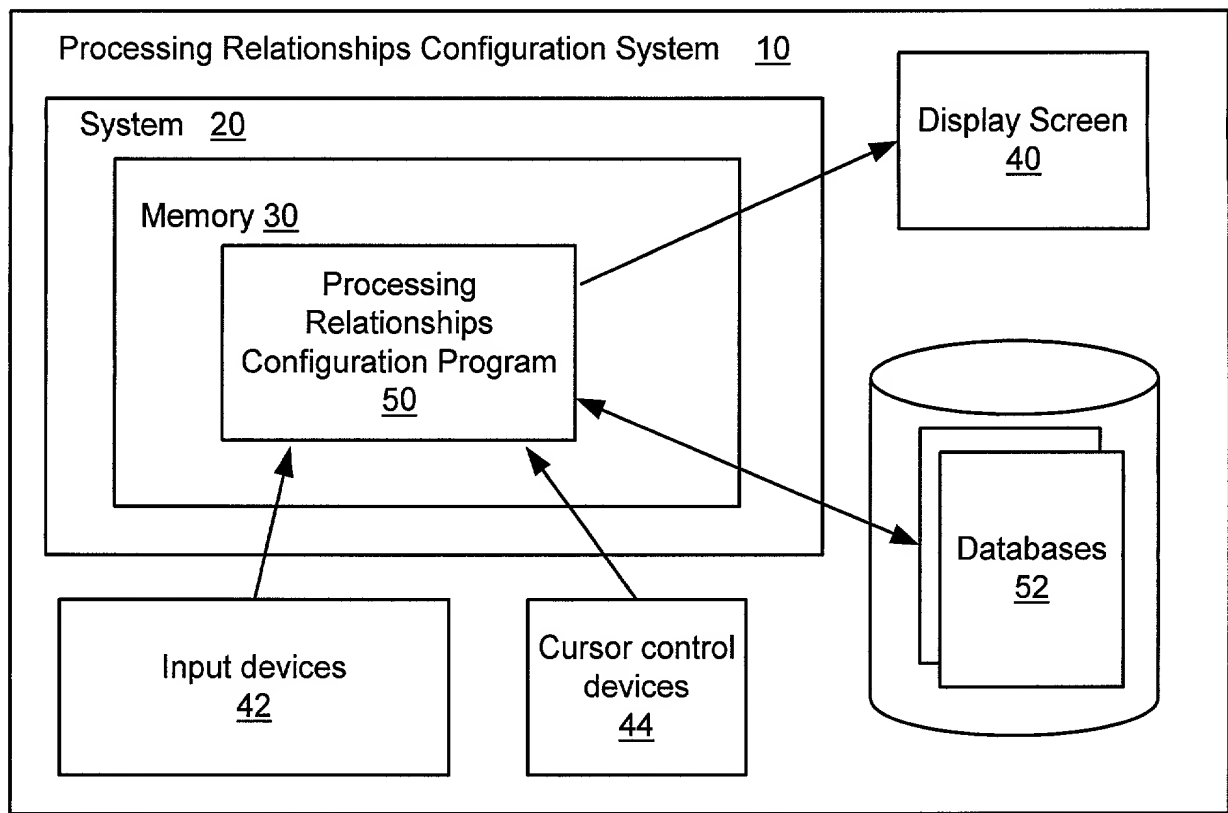 Processing Relationships Configuration System 10
System 20
Display Screen
40
Memory 30
Processing
Relationships
Configuration Program
50
Databases
52
Input devices
42
Cursor control
devices
44